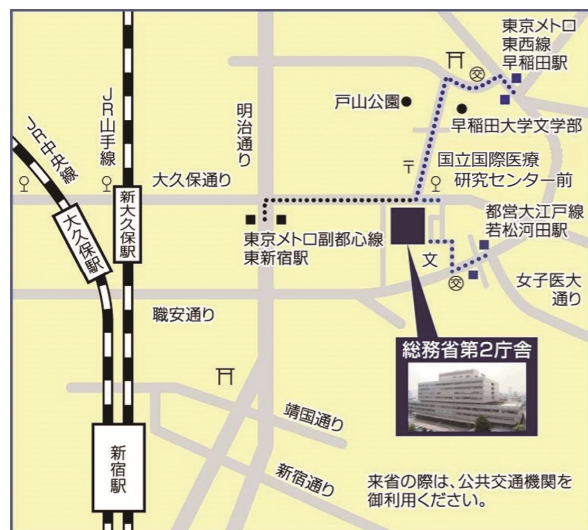 東京メトロ
東西線
早稲田駅
交
戸山公園
早稲田大学文学部
明治通り
JR山手線
JR中央線
〒
国立国際医療
研究センター前
大久保通り
新大久保駅
大久保駅
東京メトロ副都心線
東新宿駅
都営大江戸線
若松河田駅
文
交
女子医大
通り
職安通り
総務省第2庁舎
靖国通り
新宿通り
新宿駅
来省の際は、公共交通機関を
御利用ください。